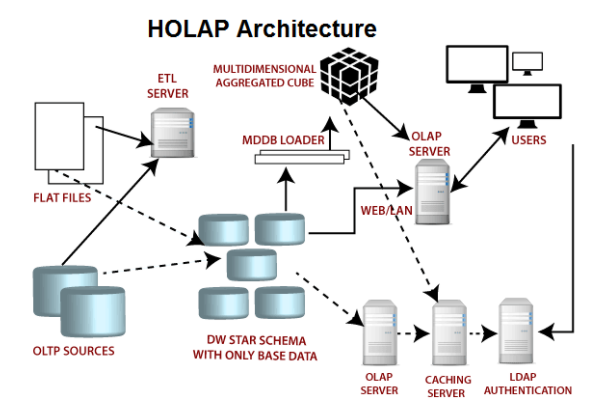 HOLAP Architecture
ETL
SERVER
MULTIDIMENSIONAL
AGGREGATED CUBE
MDDB LOADER
OLAP
SERVER
USERS
FLAT FILES
WEB/LAN
OLTP SOURCES
DW STAR SCHEMA
WITH ONLY BASE DATA
OLAP
SERVER
CACHING
SERVER
LDAP
AUTHENTICATION